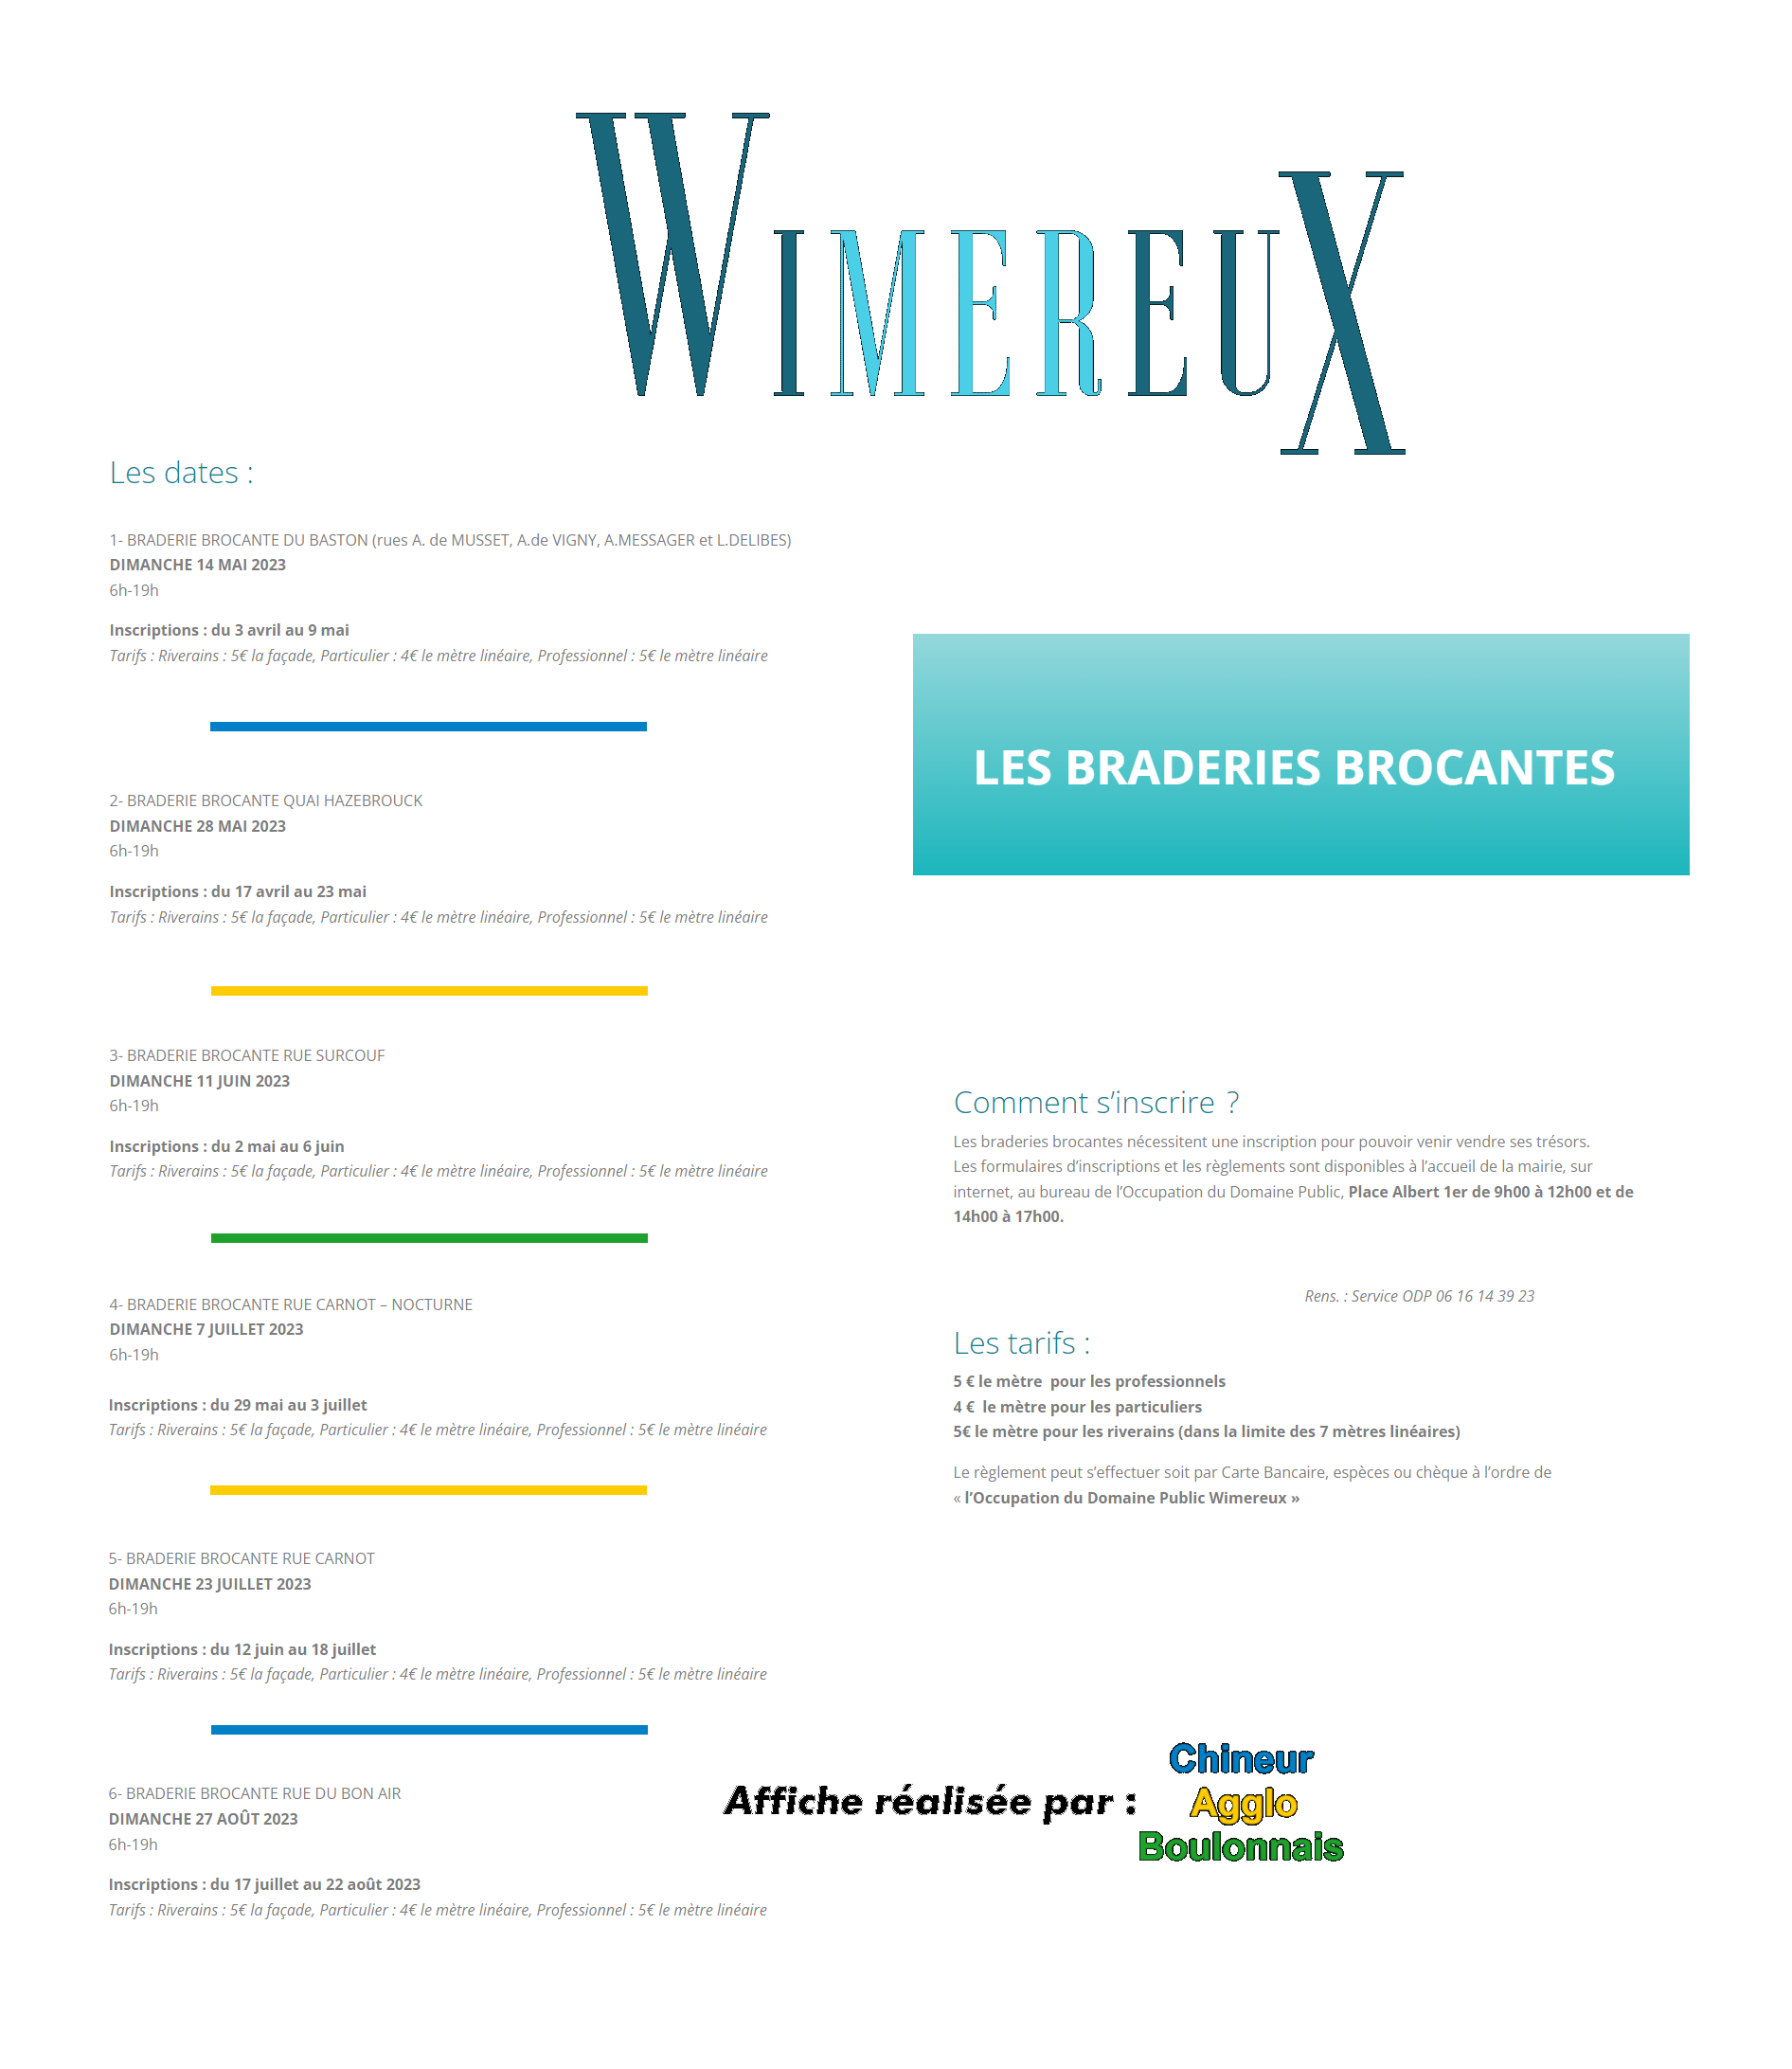 WIMEREUX
Les dates :
1- BRADERIE BROCANTE DU BASTON (rues A. de MUSSET, A.de VIGNY, A.MESSAGER et L.DELIBES)
DIMANCHE 14 MAI 2023
6h-19h
Inscriptions : du 3 avril au 9 mai
Tarifs : Riverains : 5€ la façade, Particulier : 4€ le mètre linéaire, Professionnel : 5€ le mètre linéaire
2- BRADERIE BROCANTE QUAI HAZEBROUCK
DIMANCHE 28 MAI 2023
6h-19h
Inscriptions : du 17 avril au 23 mai
Tarifs : Riverains : 5€ la façade, Particulier : 4€ le mètre linéaire, Professionnel : 5€ le mètre linéaire
3- BRADERIE BROCANTE RUE SURCOUF
DIMANCHE 11 JUIN 2023
6h-19h
Inscriptions : du 2 mai au 6 juin
Tarifs : Riverains : 5€ la façade, Particulier : 4€ le mètre linéaire, Professionnel : 5€ le mètre linéaire
4- BRADERIE BROCANTE RUE CARNOT – NOCTURNE
DIMANCHE 7 JUILLET 2023
6h-19h
Inscriptions : du 29 mai au 3 juillet
Tarifs : Riverains : 5€ la façade, Particulier : 4€ le mètre linéaire, Professionnel : 5€ le mètre linéaire
5- BRADERIE BROCANTE RUE CARNOT
DIMANCHE 23 JUILLET 2023
6h-19h
Inscriptions : du 12 juin au 18 juillet
Tarifs : Riverains : 5€ la façade, Particulier : 4€ le mètre linéaire, Professionnel : 5€ le mètre linéaire
6- BRADERIE BROCANTE RUE DU BON AIR
DIMANCHE 27 AOÛT 2023
6h-19h
Inscriptions : du 17 juillet au 22 août 2023
Tarifs : Riverains : 5€ la façade, Particulier : 4€ le mètre linéaire, Professionnel : 5€ le mètre linéaire
LES BRADERIES BROCANTES
Comment s’inscrire ?
Les braderies brocantes nécessitent une inscription pour pouvoir venir vendre ses trésors.
Les formulaires d’inscriptions et les règlements sont disponibles à l’accueil de la mairie, sur
internet, au bureau de l’Occupation du Domaine Public, Place Albert 1er de 9h00 à 12h00 et de
14h00 à 17h00.
Rens. : Service ODP 06 16 14 39 23
Les tarifs :
5 € le mètre  pour les professionnels
4 €  le mètre pour les particuliers
5€ le mètre pour les riverains (dans la limite des 7 mètres linéaires)
Le règlement peut s’effectuer soit par Carte Bancaire, espèces ou chèque à l’ordre de
« l’Occupation du Domaine Public Wimereux »
Affiche réalisée par :
Chineur
Agglo
Boulonnais